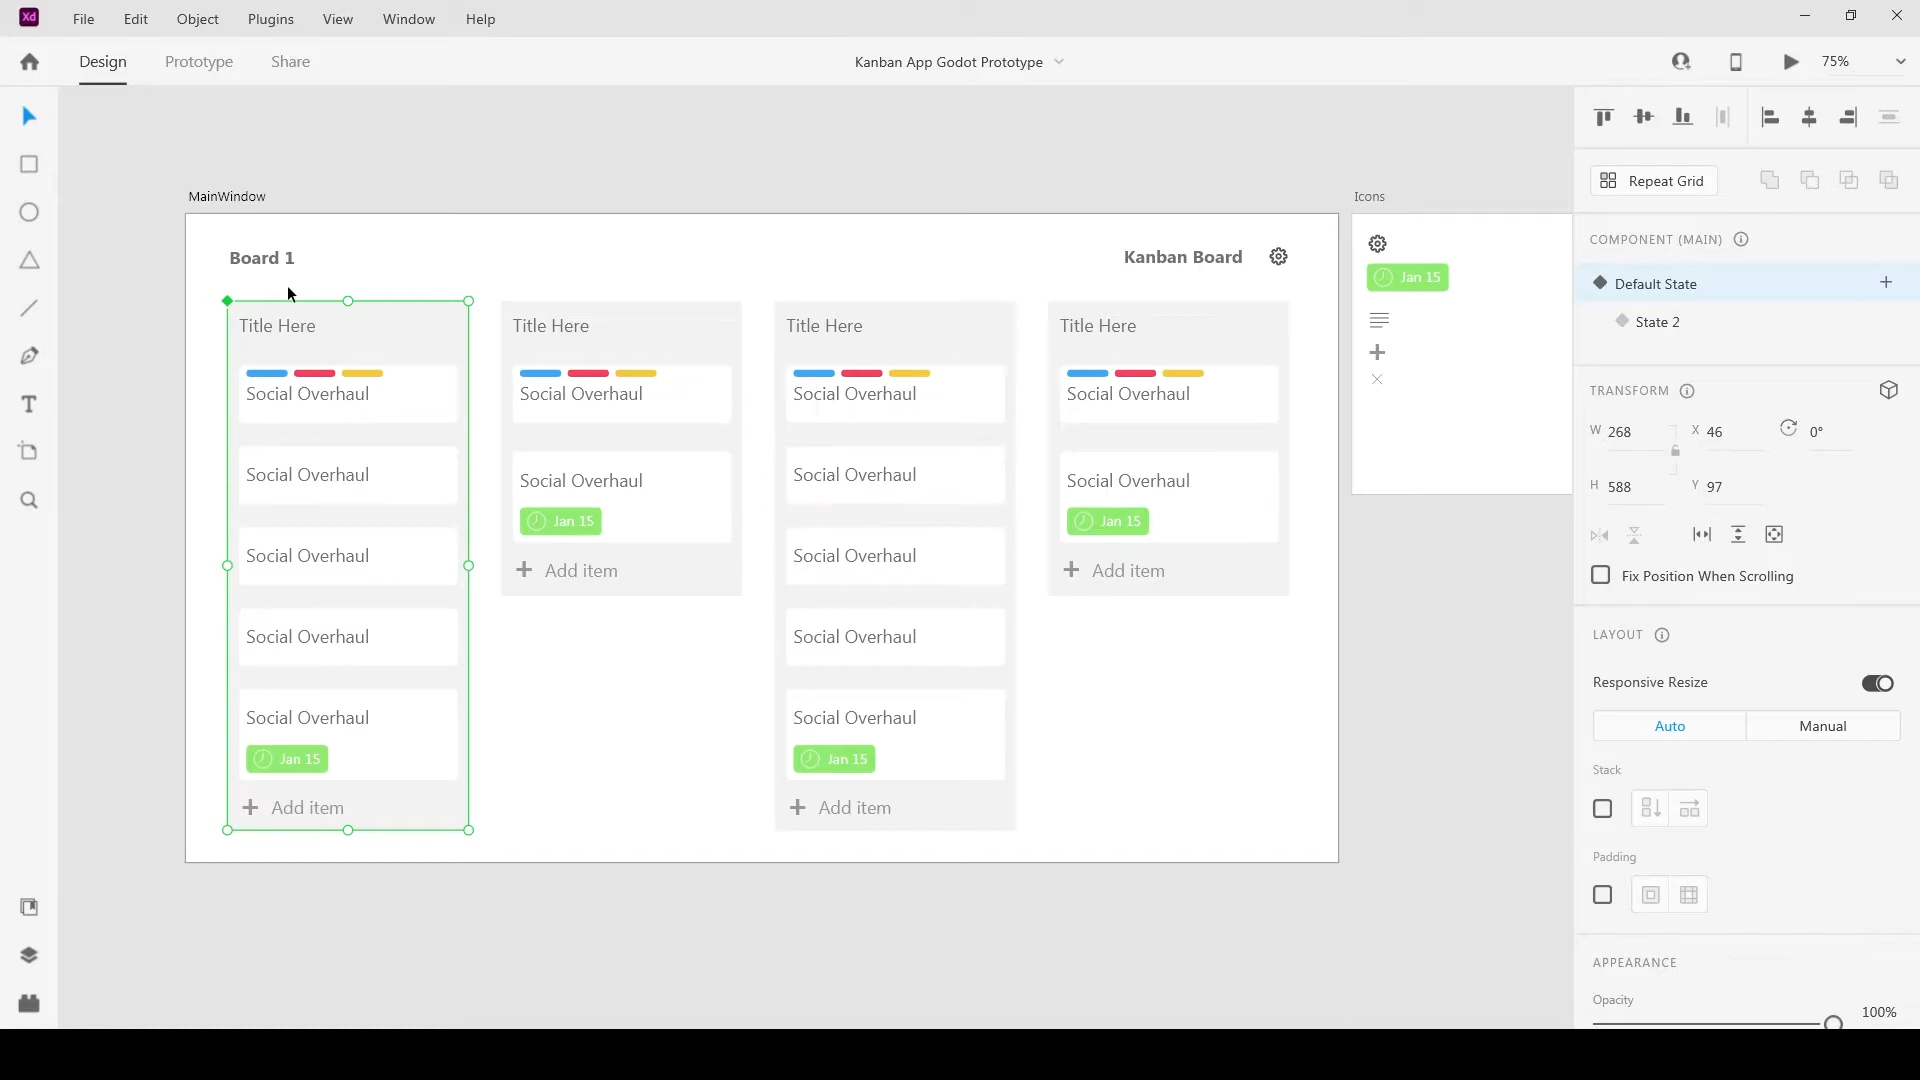 Xd File Edit Object Plugins View Window Help
Design Prototype Share Kanban App Godot Prototype 75%
MainWindow
Board 1 Kanban Board
Title Here
Social Overhaul
Social Overhaul
Social Overhaul
Social Overhaul
Social Overhaul
Jan 15
Add item
Title Here
Social Overhaul
Social Overhaul
Jan 15
Add item
Title Here
Social Overhaul
Social Overhaul
Social Overhaul
Social Overhaul
Social Overhaul
Jan 15
Add item
Title Here
Social Overhaul
Social Overhaul
Jan 15
Add item
Icons
Jan 15
Repeat Grid
COMPONENT (MAIN)
Default State
State 2
TRANSFORM
W 268 X 46 0°
H 588 Y 97
Fix Position When Scrolling
LAYOUT
Responsive Resize
Auto Manual
Stack
Padding
APPEARANCE
Opacity
100%